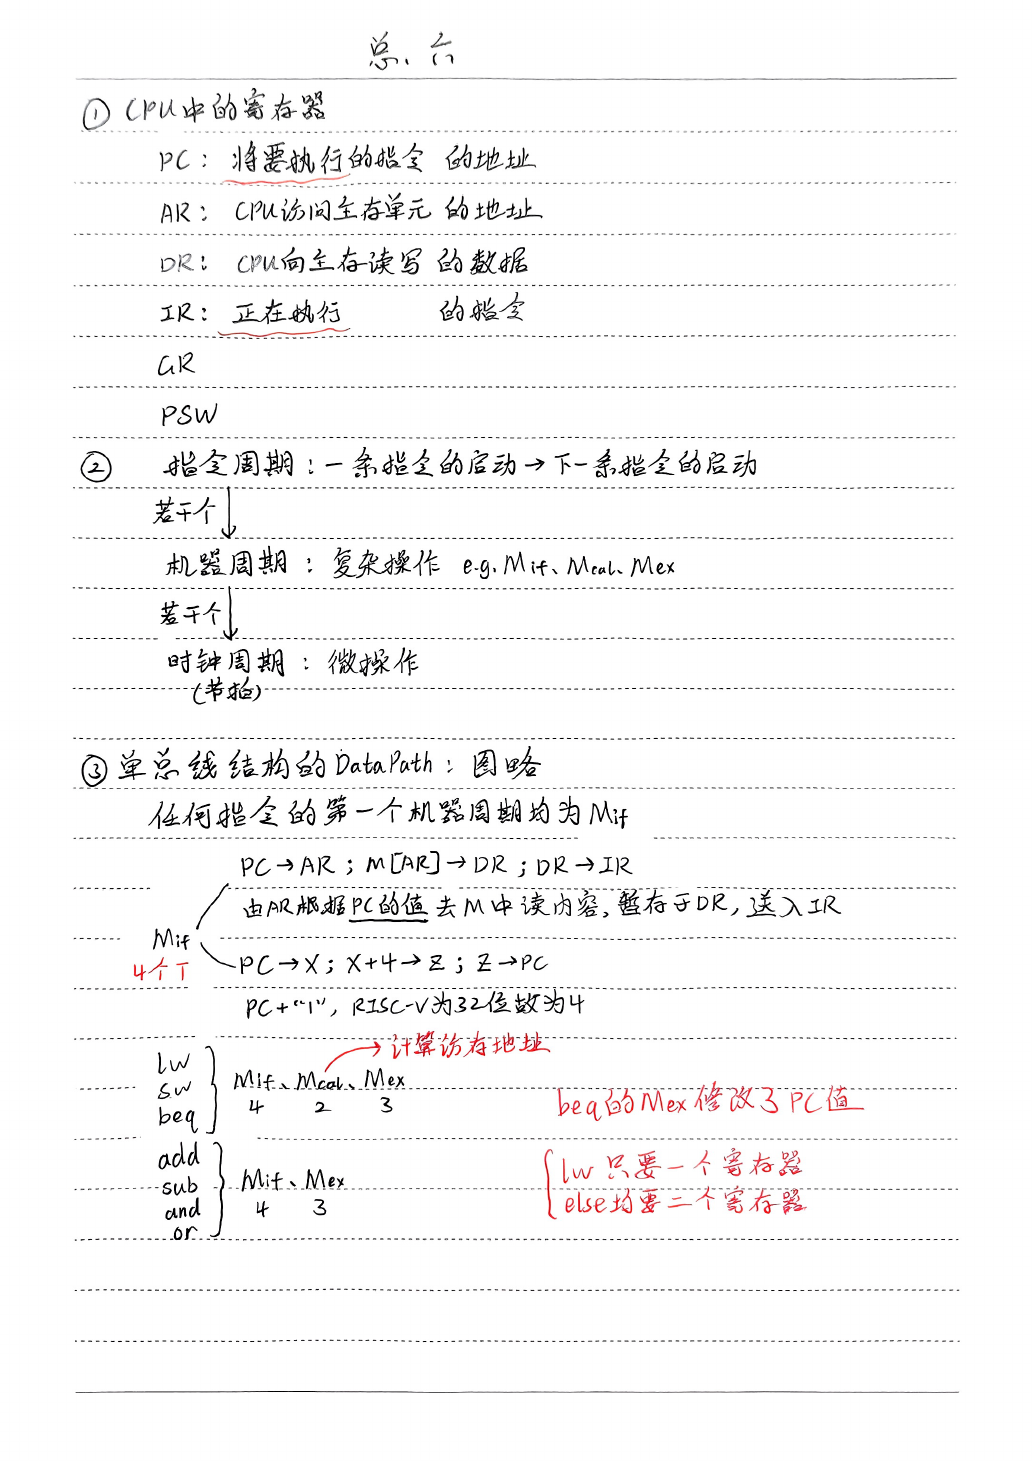 总、六
① CPU中的寄存器
PC：将要执行的指令 的地址
AR：CPU访问主存单元 的地址
DR：CPU向主存读写 的数据
IR：正在执行 的指令
GR
PSW
② 指令周期：一条指令的启动→下一条指令的启动
若干个
机器周期：复杂操作 e.g. Mif、Mcal、Mex
若干个
时钟周期：微操作
(节拍)
③ 单总线结构的DataPath：图略
任何指令的第一个机器周期均为Mif
PC→AR；M[AR]→DR；DR→IR
由AR根据PC的值去M中读内容，暂存于DR，送入IR
Mif
4个T
PC→X；X+4→Z；Z→PC
PC+“1”，RISC-V为32位故为4
→计算访存地址
lw
sw
beq
Mif、Mcal、Mex
4 2 3
beq的Mex修改了PC值
add
sub
and
or
Mif、Mex
4 3
lw 只要一个寄存器
else均要二个寄存器